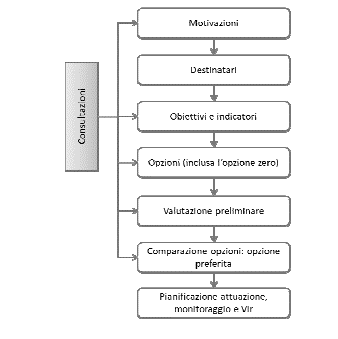 Consultazioni
Motivazioni
Destinatari
Obiettivi e indicatori
Opzioni (inclusa l'opzione zero)
Valutazione preliminare
Comparazione opzioni: opzione
preferita
Pianificazione attuazione,
monitoraggio e Vir